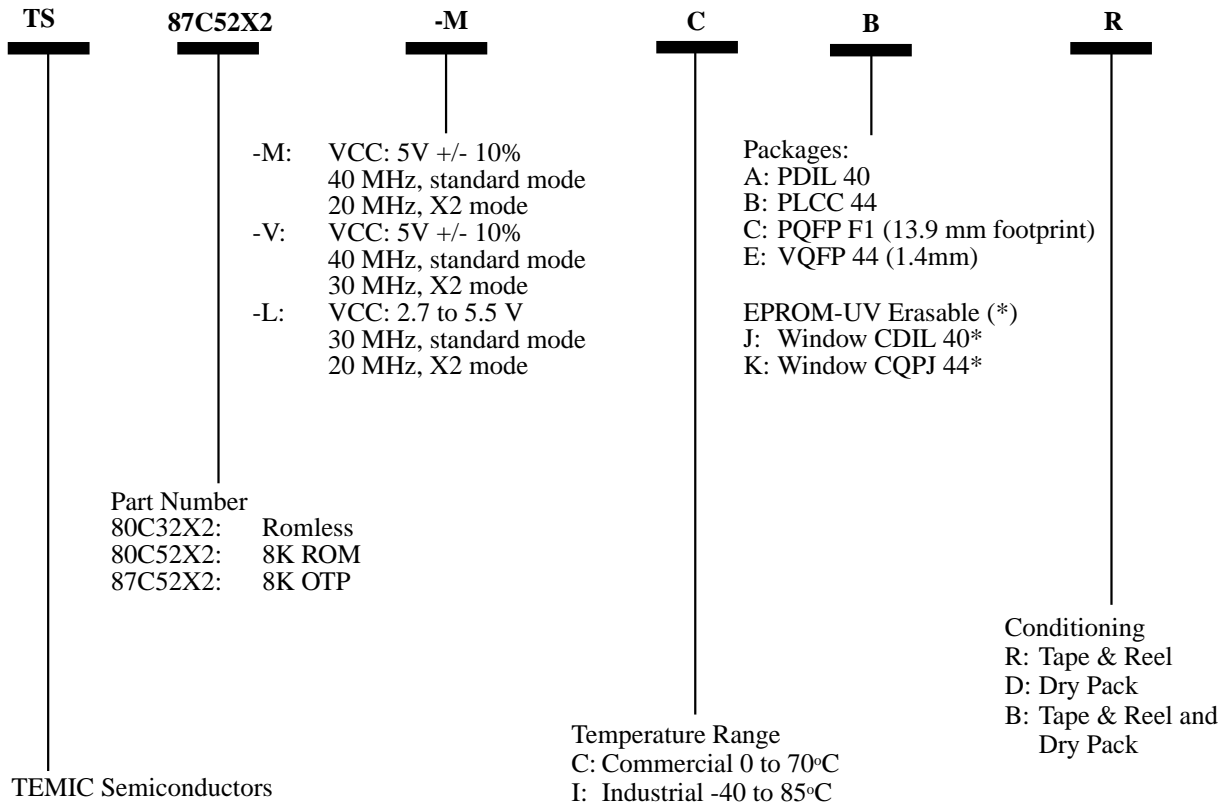 TS 87C52X2 -M C B R
-M: VCC: 5V +/- 10%
40 MHz, standard mode
20 MHz, X2 mode
-V: VCC: 5V +/- 10%
40 MHz, standard mode
30 MHz, X2 mode
-L: VCC: 2.7 to 5.5 V
30 MHz, standard mode
20 MHz, X2 mode
Packages:
A: PDIL 40
B: PLCC 44
C: PQFP F1 (13.9 mm footprint)
E: VQFP 44 (1.4mm)
EPROM-UV Erasable (*)
J: Window CDIL 40*
K: Window CQPJ 44*
Part Number
80C32X2: Romless
80C52X2: 8K ROM
87C52X2: 8K OTP
Conditioning
R: Tape & Reel
D: Dry Pack
B: Tape & Reel and
Dry Pack
Temperature Range
C: Commercial 0 to 70°C
I: Industrial -40 to 85°C
TEMIC Semiconductors